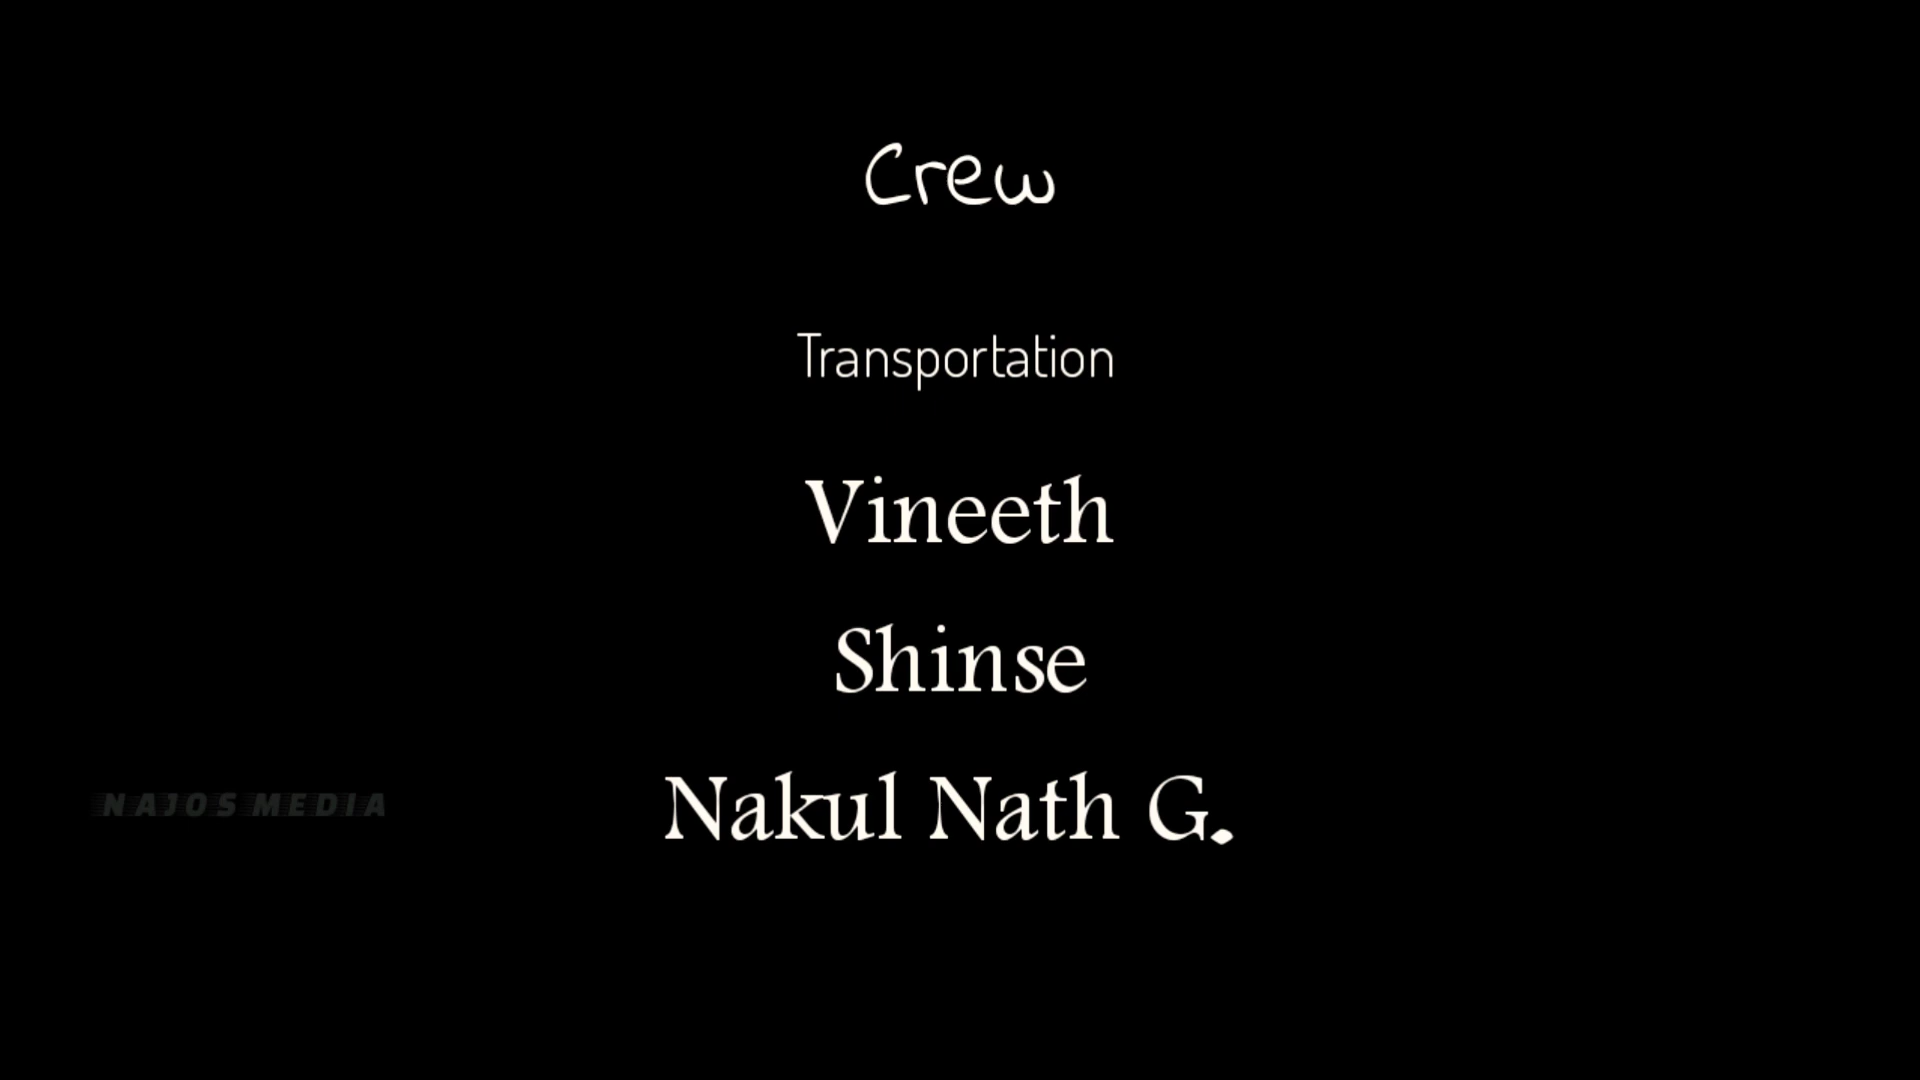 Crew
Transportation
Vineeth
Shinse
Nakul Nath G.
NAJOS MEDIA